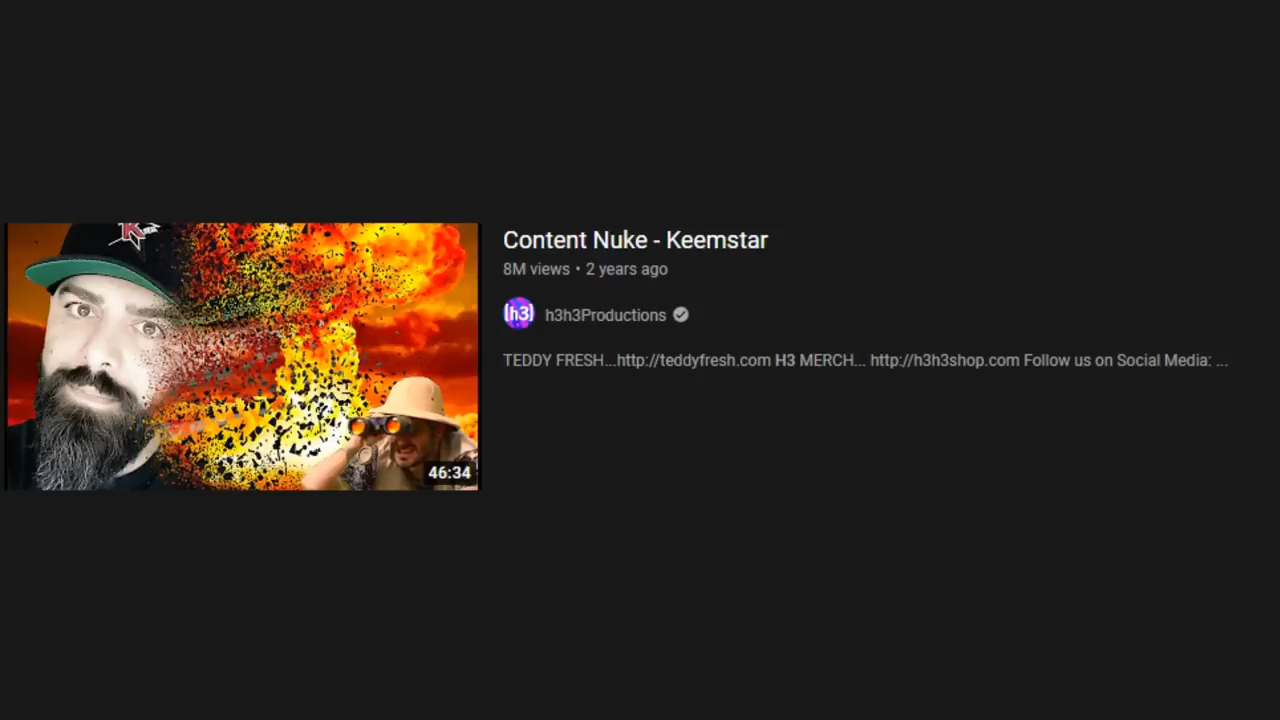 Content Nuke - Keemstar
8M views • 2 years ago
h3
h3h3Productions
TEDDY FRESH...http://teddyfresh.com H3 MERCH... http://h3h3shop.com Follow us on Social Media: ...
K
46:34